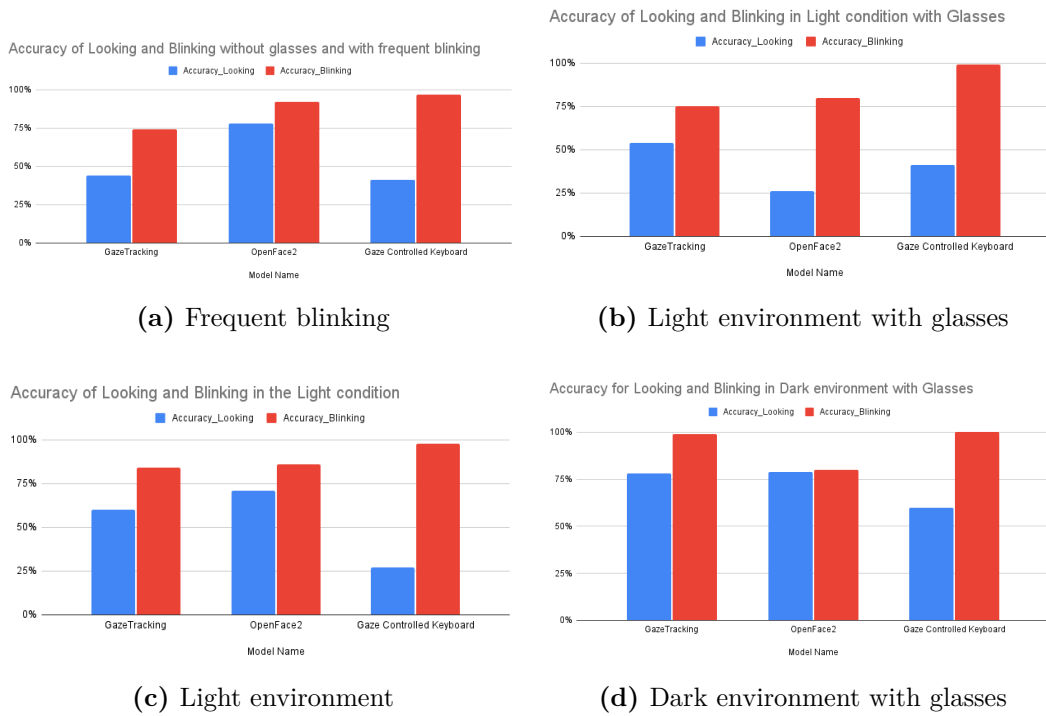 Accuracy of Looking and Blinking without glasses and with frequent blinking
Accuracy_Looking Accuracy_Blinking
100%
75%
50%
25%
0%
GazeTracking OpenFace2 Gaze Controlled Keyboard
Model Name
(a) Frequent blinking
Accuracy of Looking and Blinking in Light condition with Glasses
Accuracy_Looking Accuracy_Blinking
100%
75%
50%
25%
0%
GazeTracking OpenFace2 Gaze Controlled Keyboard
Model Name
(b) Light environment with glasses
Accuracy of Looking and Blinking in the Light condition
Accuracy_Looking Accuracy_Blinking
100%
75%
50%
25%
0%
GazeTracking OpenFace2 Gaze Controlled Keyboard
Model Name
(c) Light environment
Accuracy for Looking and Blinking in Dark environment with Glasses
Accuracy_Looking Accuracy_Blinking
100%
75%
50%
25%
0%
GazeTracking OpenFace2 Gaze Controlled Keyboard
Model Name
(d) Dark environment with glasses